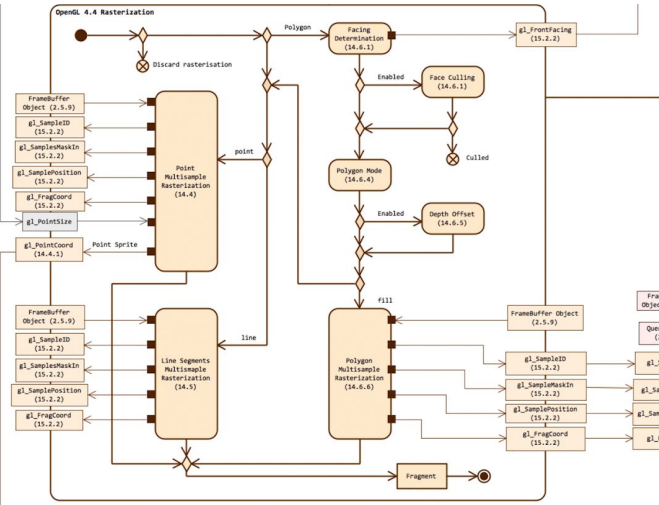 OpenGL 4.4 Rasterization
Polygon
Facing
Determination
(14.6.1)
gl_FrontFacing
(15.2.2)
Discard rasterisation
Enabled
Face Culling
(14.6.1)
Culled
FrameBuffer
Object (2.5.9)
gl_SampleID
(15.2.2)
gl_SamplesMaskIn
(15.2.2)
gl_SamplePosition
(15.2.2)
gl_FragCoord
(15.2.2)
gl_PointSize
gl_PointCoord
(14.4.1)
Point Sprite
Point
Multisample
Rasterization
(14.4)
point
Polygon Mode
(14.6.4)
Enabled
Depth Offset
(14.6.5)
fill
FrameBuffer
Object (2.5.9)
gl_SampleID
(15.2.2)
gl_SamplesMaskIn
(15.2.2)
gl_SamplePosition
(15.2.2)
gl_FragCoord
(15.2.2)
Line Segments
Multismaple
Rasterization
(14.5)
line
Polygon
Multisample
Rasterization
(14.6.6)
FrameBuffer Object
(2.5.9)
gl_SampleID
(15.2.2)
gl_SampleMaskIn
(15.2.2)
gl_SamplePosition
(15.2.2)
gl_FragCoord
(15.2.2)
Fragment